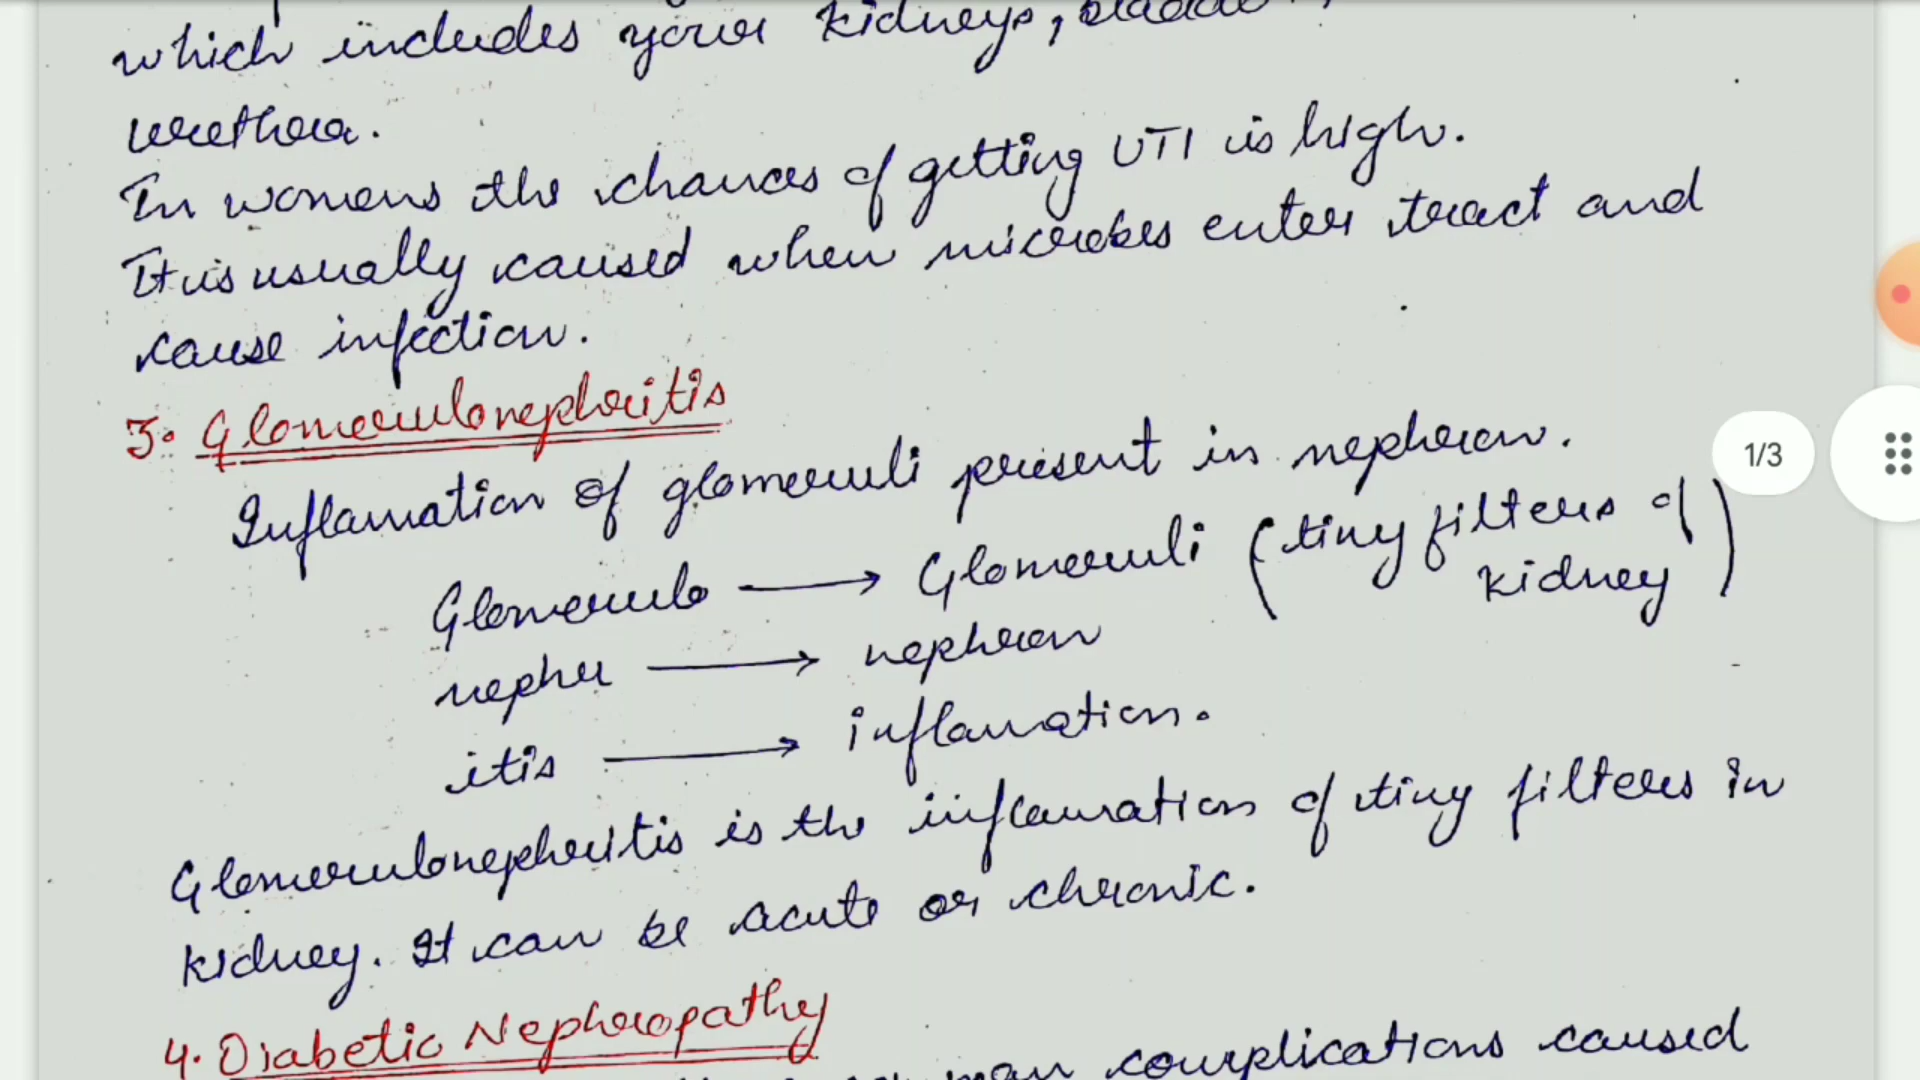 which includes your kidneys, bladder,
urethra.
In womens the chances of getting UTI is high.
It is usually caused when microbes enter tract and
cause infection.
3. Glomerulonephritis
Inflamation of glomeruli present in nephron.
Glomerulo → Glomeruli (tiny filters of
kidney)
nephr → nephron
itis → inflamation.
Glomerulonephritis is the inflamation of tiny filters in
kidney. It can be acute or chronic.
4. Diabetic Nephropathy
complications caused
1/3